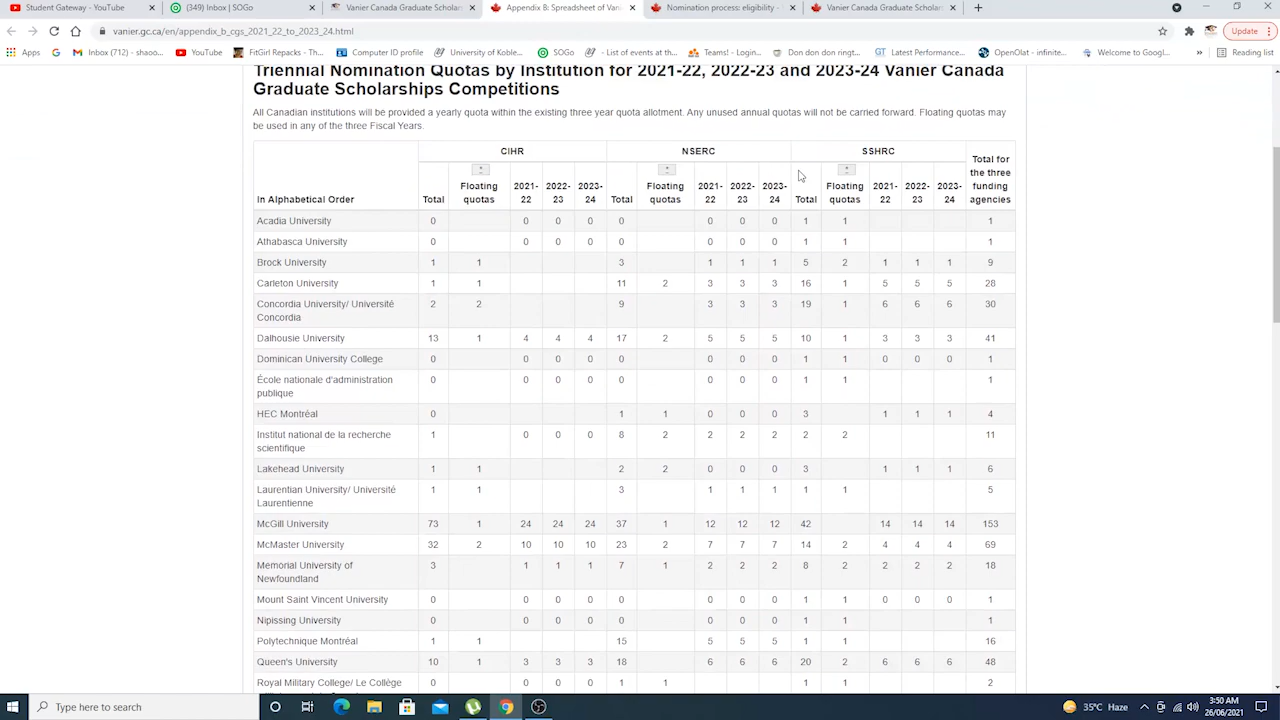 Student Gateway - YouTube
(349) Inbox | SOGo
Vanier Canada Graduate Scholars
Appendix B: Spreadsheet of Vani
Nomination process: eligibility -
Vanier Canada Graduate Scholars
vanier.gc.ca/en/appendix_b_cgs_2021_22_to_2023_24.html
Update
Apps
Inbox (712) - shaoo...
YouTube
FitGirl Repacks - Th...
Computer ID profile
University of Koble...
SOGo
- List of events at th...
Teams! - Login...
Don don don ringt...
Latest Performance...
OpenOlat - infinite...
Welcome to Googl...
Reading list
Triennial Nomination Quotas by Institution for 2021-22, 2022-23 and 2023-24 Vanier Canada
Graduate Scholarships Competitions
All Canadian institutions will be provided a yearly quota within the existing three year quota allotment. Any unused annual quotas will not be carried forward. Floating quotas may
be used in any of the three Fiscal Years.
CIHR NSERC SSHRC
In Alphabetical Order Total Floating quotas 2021-22 2022-23 2023-24 Total Floating quotas 2021-22 2022-23 2023-24 Total Floating quotas 2021-22 2022-23 2023-24 Total for the three funding agencies
Acadia University 0 0 0 0 0 0 0 0 1 1 1
Athabasca University 0 0 0 0 0 0 0 0 1 1 1
Brock University 1 1 3 1 1 1 5 2 1 1 1 9
Carleton University 1 1 11 2 3 3 3 16 1 5 5 5 28
Concordia University/ Université 2 2 9 3 3 3 19 1 6 6 6 30
Concordia
Dalhousie University 13 1 4 4 4 17 2 5 5 5 10 1 3 3 3 41
Dominican University College 0 0 0 0 0 0 0 0 1 1 0 0 0 1
École nationale d'administration 0 0 0 0 0 0 0 0 1 1 1
publique
HEC Montréal 0 1 1 0 0 0 3 1 1 1 4
Institut national de la recherche 1 0 0 0 8 2 2 2 2 2 2 11
scientifique
Lakehead University 1 1 2 2 0 0 0 3 1 1 1 6
Laurentian University/ Université 1 1 3 1 1 1 1 1 5
Laurentienne
McGill University 73 1 24 24 24 37 1 12 12 12 42 14 14 14 153
McMaster University 32 2 10 10 10 23 2 7 7 7 14 2 4 4 4 69
Memorial University of 3 1 1 1 7 1 2 2 2 8 2 2 2 2 18
Newfoundland
Mount Saint Vincent University 0 0 0 0 0 0 0 0 1 1 0 0 0 1
Nipissing University 0 0 0 0 0 0 0 0 1 1 1
Polytechnique Montréal 1 1 15 5 5 5 1 1 16
Queen's University 10 1 3 3 3 18 6 6 6 20 2 6 6 6 48
Royal Military College/ Le Collège 0 0 0 0 1 1 1 1 2
Type here to search
35°C Haze
3:50 AM
26/06/2021